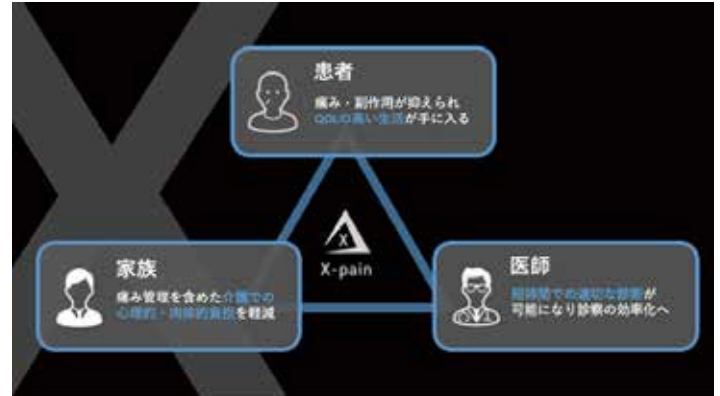 患者
痛み・副作用が抑えられ
QOLの高い生活が手に入る
X
X-pain
家族
痛み管理を含めた介護での
心理的・肉体的負担を軽減
医師
短時間での適切な診断が
可能になり診察の効率化へ